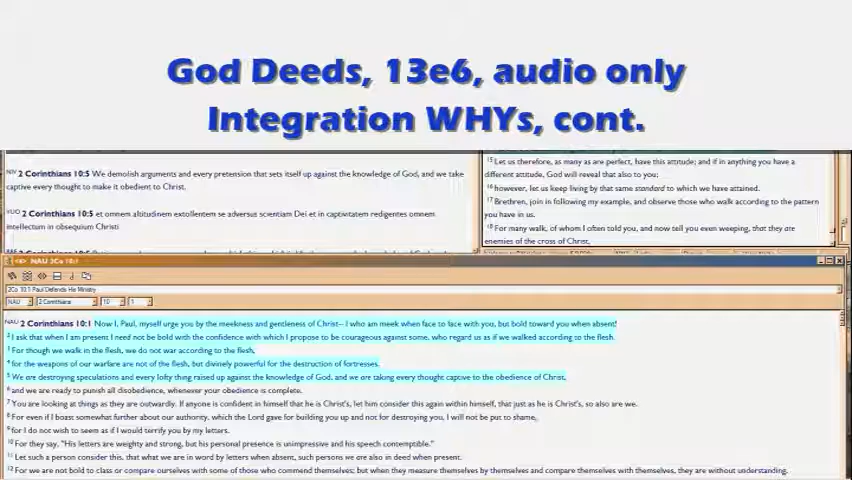 God Deeds, 13e6, audio only
Integration WHYs, cont.
NIV 2 Corinthians 10:5 We demolish arguments and every pretension that sets itself up against the knowledge of God, and we take
captive every thought to make it obedient to Christ.
VUO 2 Corinthians 10:5 et omnem altitudinem extollentem se adversus scientiam Dei et in captivitatem redigentes omnem
intellectum in obsequium Christi
15 Let us therefore, as many as are perfect, have this attitude; and if in anything you have a
different attitude, God will reveal that also to you;
16 however, let us keep living by that same standard to which we have attained.
17 Brethren, join in following my example, and observe those who walk according to the pattern
you have in us.
18 For many walk, of whom I often told you, and now tell you even weeping, that they are
enemies of the cross of Christ,
NAU 2Co 10:1
2Co 10:1 Paul Defends His Ministry
NAU 2 Corinthians 10 1
NAU 2 Corinthians 10:1 Now I, Paul, myself urge you by the meekness and gentleness of Christ-- I who am meek when face to face with you, but bold toward you when absent!
2 I ask that when I am present I need not be bold with the confidence with which I propose to be courageous against some, who regard us as if we walked according to the flesh.
3 For though we walk in the flesh, we do not war according to the flesh,
4 for the weapons of our warfare are not of the flesh, but divinely powerful for the destruction of fortresses.
5 We are destroying speculations and every lofty thing raised up against the knowledge of God, and we are taking every thought captive to the obedience of Christ,
6 and we are ready to punish all disobedience, whenever your obedience is complete.
7 You are looking at things as they are outwardly. If anyone is confident in himself that he is Christ's, let him consider this again within himself, that just as he is Christ's, so also are we.
8 For even if I boast somewhat further about our authority, which the Lord gave for building you up and not for destroying you, I will not be put to shame,
9 for I do not wish to seem as if I would terrify you by my letters.
10 For they say, "His letters are weighty and strong, but his personal presence is unimpressive and his speech contemptible."
11 Let such a person consider this, that what we are in word by letters when absent, such persons we are also in deed when present.
12 For we are not bold to class or compare ourselves with some of those who commend themselves; but when they measure themselves by themselves and compare themselves with themselves, they are without understanding.